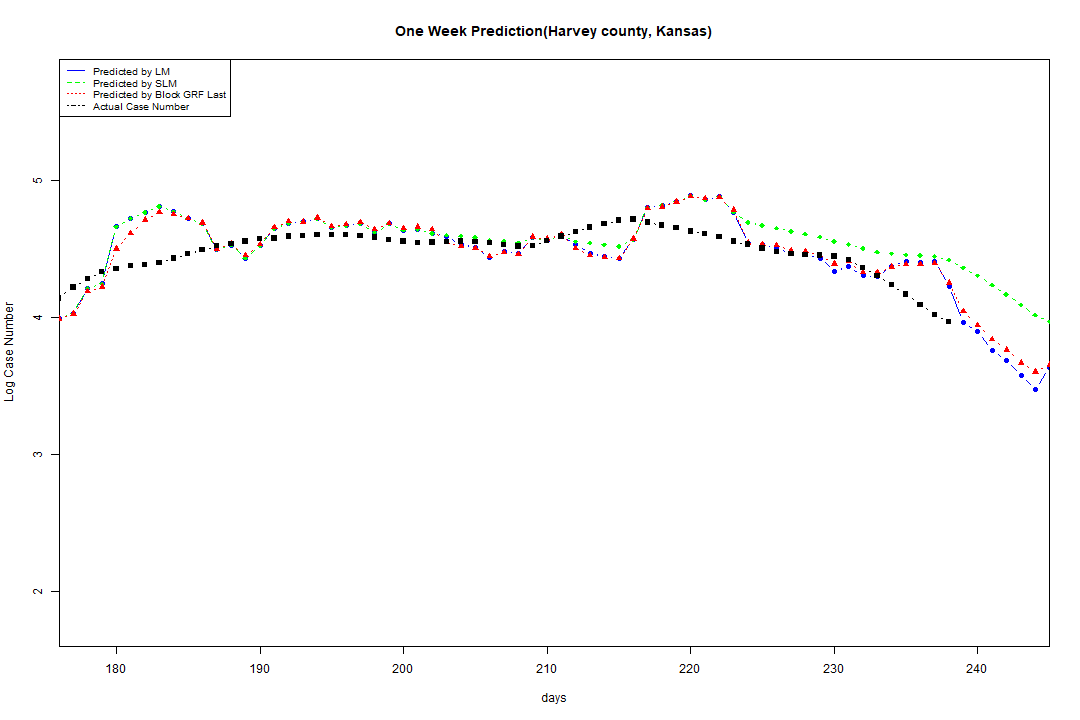 One Week Prediction(Harvey county, Kansas)
Predicted by LM
Predicted by SLM
Predicted by Block GRF Last
Actual Case Number
5
4
3
2
Log Case Number
180 190 200 210 220 230 240
days